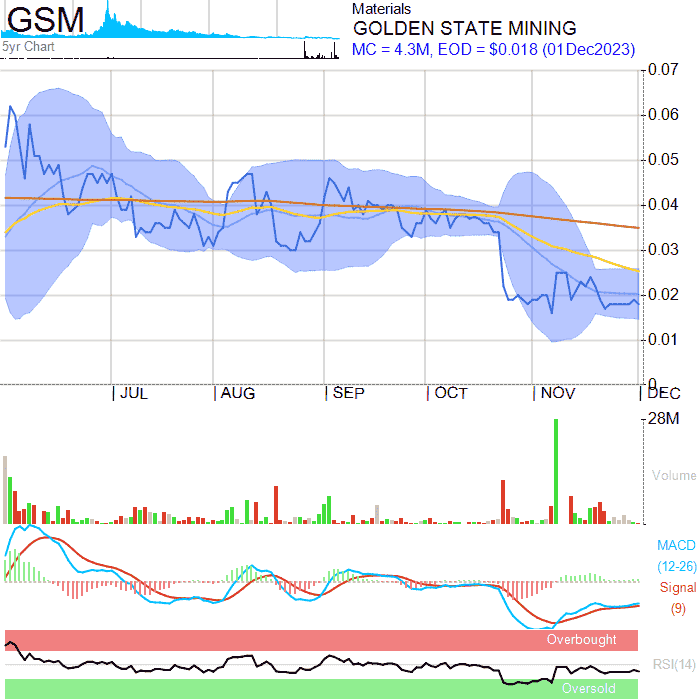 GSM
5yr Chart
Materials
GOLDEN STATE MINING
MC = 4.3M, EOD = $0.018 (01Dec2023)
0.07
0.06
0.05
0.04
0.03
0.02
0.01
0
JUL AUG SEP OCT NOV DEC
28M
Volume
MACD
(12-26)
Signal
(9)
Overbought
RSI(14)
Oversold